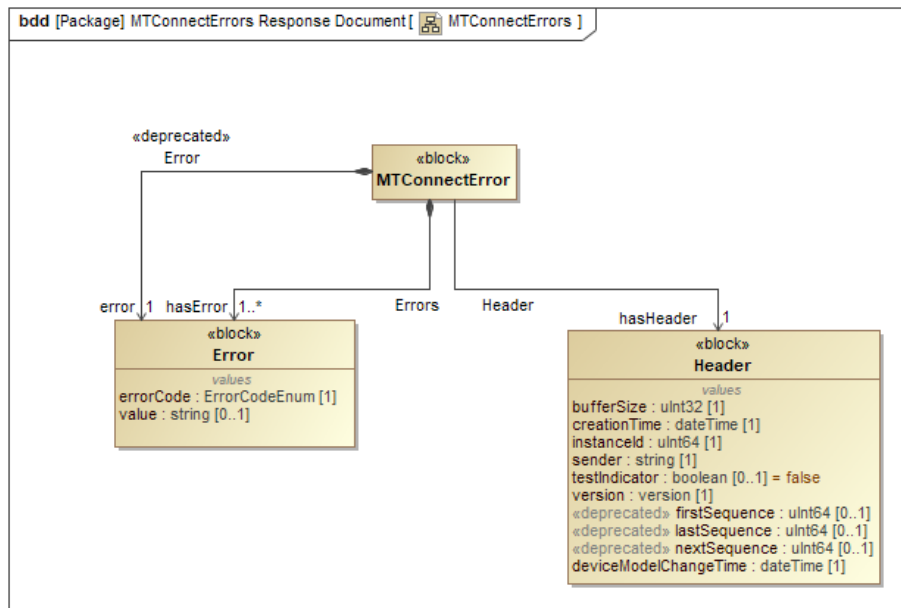 bdd [Package] MTConnectErrors Response Document [ MTConnectErrors ]
«deprecated»
Error
«block»
MTConnectError
error 1 hasError 1..*
Errors
Header
hasHeader 1
«block»
Error
values
errorCode : ErrorCodeEnum [1]
value : string [0..1]
«block»
Header
values
bufferSize : uInt32 [1]
creationTime : dateTime [1]
instanceId : uInt64 [1]
sender : string [1]
testIndicator : boolean [0..1] = false
version : version [1]
«deprecated» firstSequence : uInt64 [0..1]
«deprecated» lastSequence : uInt64 [0..1]
«deprecated» nextSequence : uInt64 [0..1]
deviceModelChangeTime : dateTime [1]